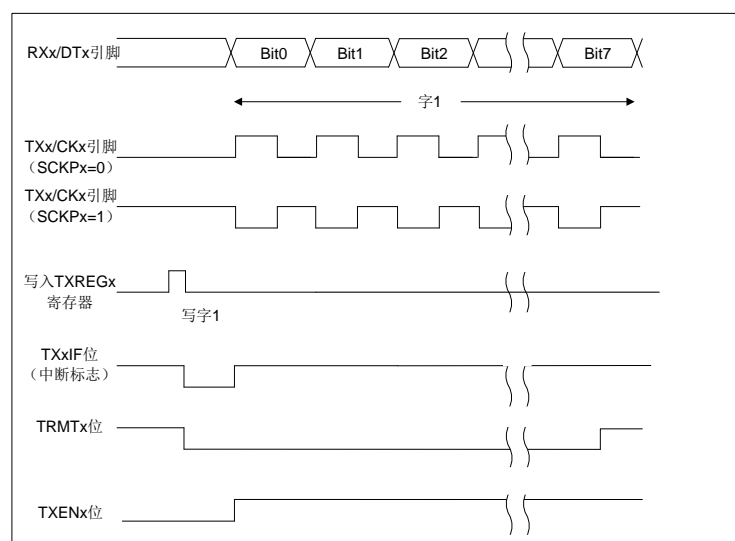 RXx/DTx引脚
Bit0
Bit1
Bit2
Bit7
字1
TXx/CKx引脚
（SCKPx=0）
TXx/CKx引脚
（SCKPx=1）
写入TXREGx
寄存器
写字1
TXxIF位
（中断标志）
TRMTx位
TXENx位